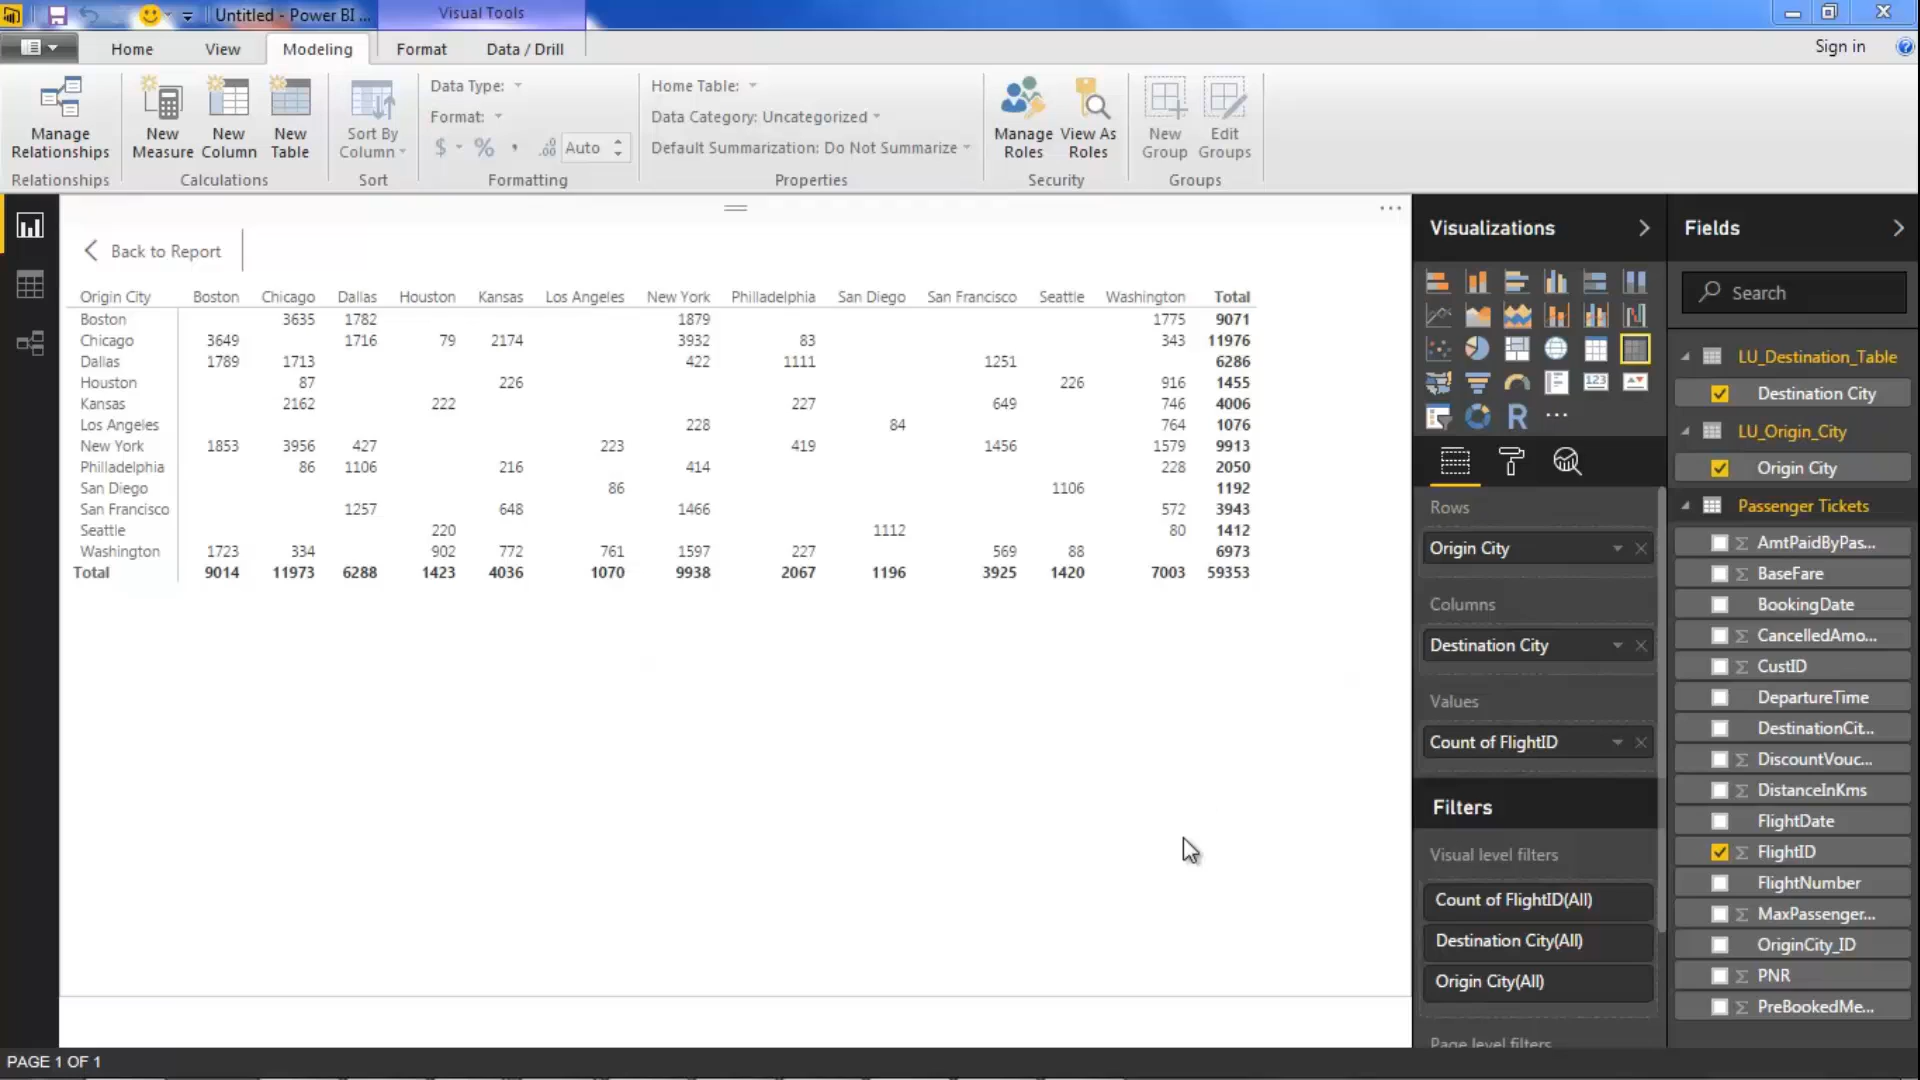 Untitled - Power BI ...
Visual Tools
Home View Modeling Format Data / Drill
Sign in
Manage Relationships
New Measure
New Column
New Table
Sort By Column
Data Type:
Format:
$ % , .00 Auto
Home Table:
Data Category: Uncategorized
Default Summarization: Do Not Summarize
Manage Roles
View As Roles
New Group
Edit Groups
Relationships Calculations Sort Formatting Properties Security Groups
Back to Report
Origin City Boston Chicago Dallas Houston Kansas Los Angeles New York Philadelphia San Diego San Francisco Seattle Washington Total
Boston 3635 1782 1879 1775 9071
Chicago 3649 1716 79 2174 3932 83 343 11976
Dallas 1789 1713 422 1111 1251 6286
Houston 87 226 226 916 1455
Kansas 2162 222 227 649 746 4006
Los Angeles 228 84 764 1076
New York 1853 3956 427 223 419 1456 1579 9913
Philadelphia 86 1106 216 414 228 2050
San Diego 86 1106 1192
San Francisco 1257 648 1466 572 3943
Seattle 220 1112 80 1412
Washington 1723 334 902 772 761 1597 227 569 88 6973
Total 9014 11973 6288 1423 4036 1070 9938 2067 1196 3925 1420 7003 59353
Visualizations
R
123
Rows
Origin City
Columns
Destination City
Values
Count of FlightID
Filters
Visual level filters
Count of FlightID(All)
Destination City(All)
Origin City(All)
Page level filters
Fields
Search
LU_Destination_Table
Destination City
LU_Origin_City
Origin City
Passenger Tickets
AmtPaidByPas...
BaseFare
BookingDate
CancelledAmo...
CustID
DepartureTime
DestinationCit...
DiscountVouc...
DistanceInKms
FlightDate
FlightID
FlightNumber
MaxPassenger...
OriginCity_ID
PNR
PreBookedMe...
PAGE 1 OF 1